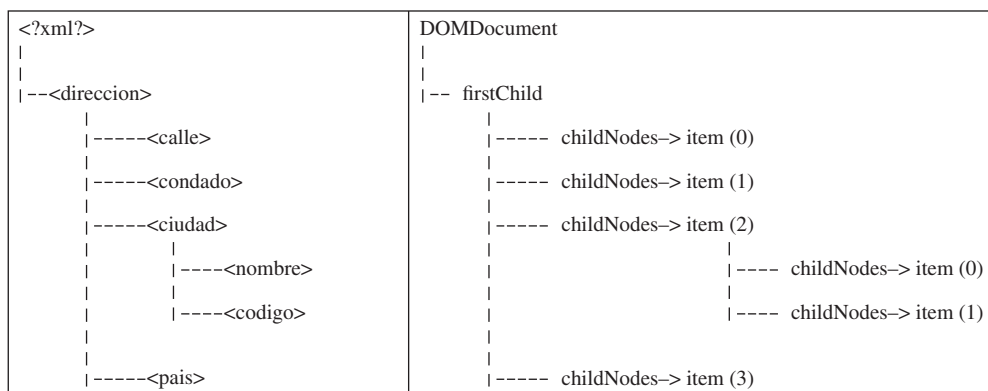 <?xml?>
DOMDocument
|--<direccion>
|-- firstChild
|-----<calle>
|----- childNodes–> item (0)
|-----<condado>
|----- childNodes–> item (1)
|-----<ciudad>
|----- childNodes–> item (2)
|----<nombre>
|---- childNodes–> item (0)
|----<codigo>
|---- childNodes–> item (1)
|-----<pais>
|----- childNodes–> item (3)